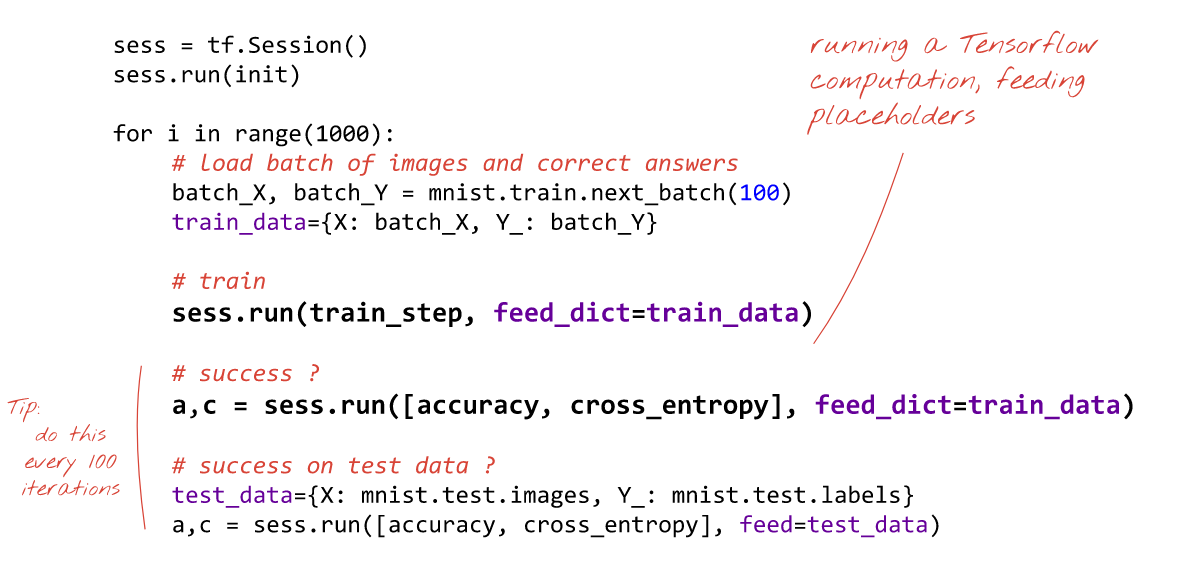 sess = tf.Session()
sess.run(init)
running a Tensorflow
computation, feeding
placeholders
for i in range(1000):
# Load batch of images and correct answers
batch_X, batch_Y = mnist.train.next_batch(100)
train_data={X: batch_X, Y_: batch_Y}
# train
sess.run(train_step, feed_dict=train_data)
# success ?
a,c = sess.run([accuracy, cross_entropy], feed_dict=train_data)
Tip:
do this
every 100
iterations
# success on test data ?
test_data={X: mnist.test.images, Y_: mnist.test.labels}
a,c = sess.run([accuracy, cross_entropy], feed=test_data)